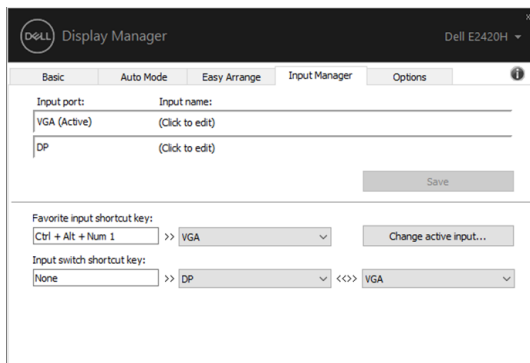 DELL Display Manager Dell E2420H
Basic Auto Mode Easy Arrange Input Manager Options
Input port: Input name:
VGA (Active) (Click to edit)
DP (Click to edit)
Save
Favorite input shortcut key:
Ctrl + Alt + Num 1 >> VGA Change active input...
Input switch shortcut key:
None >> DP <<>> VGA